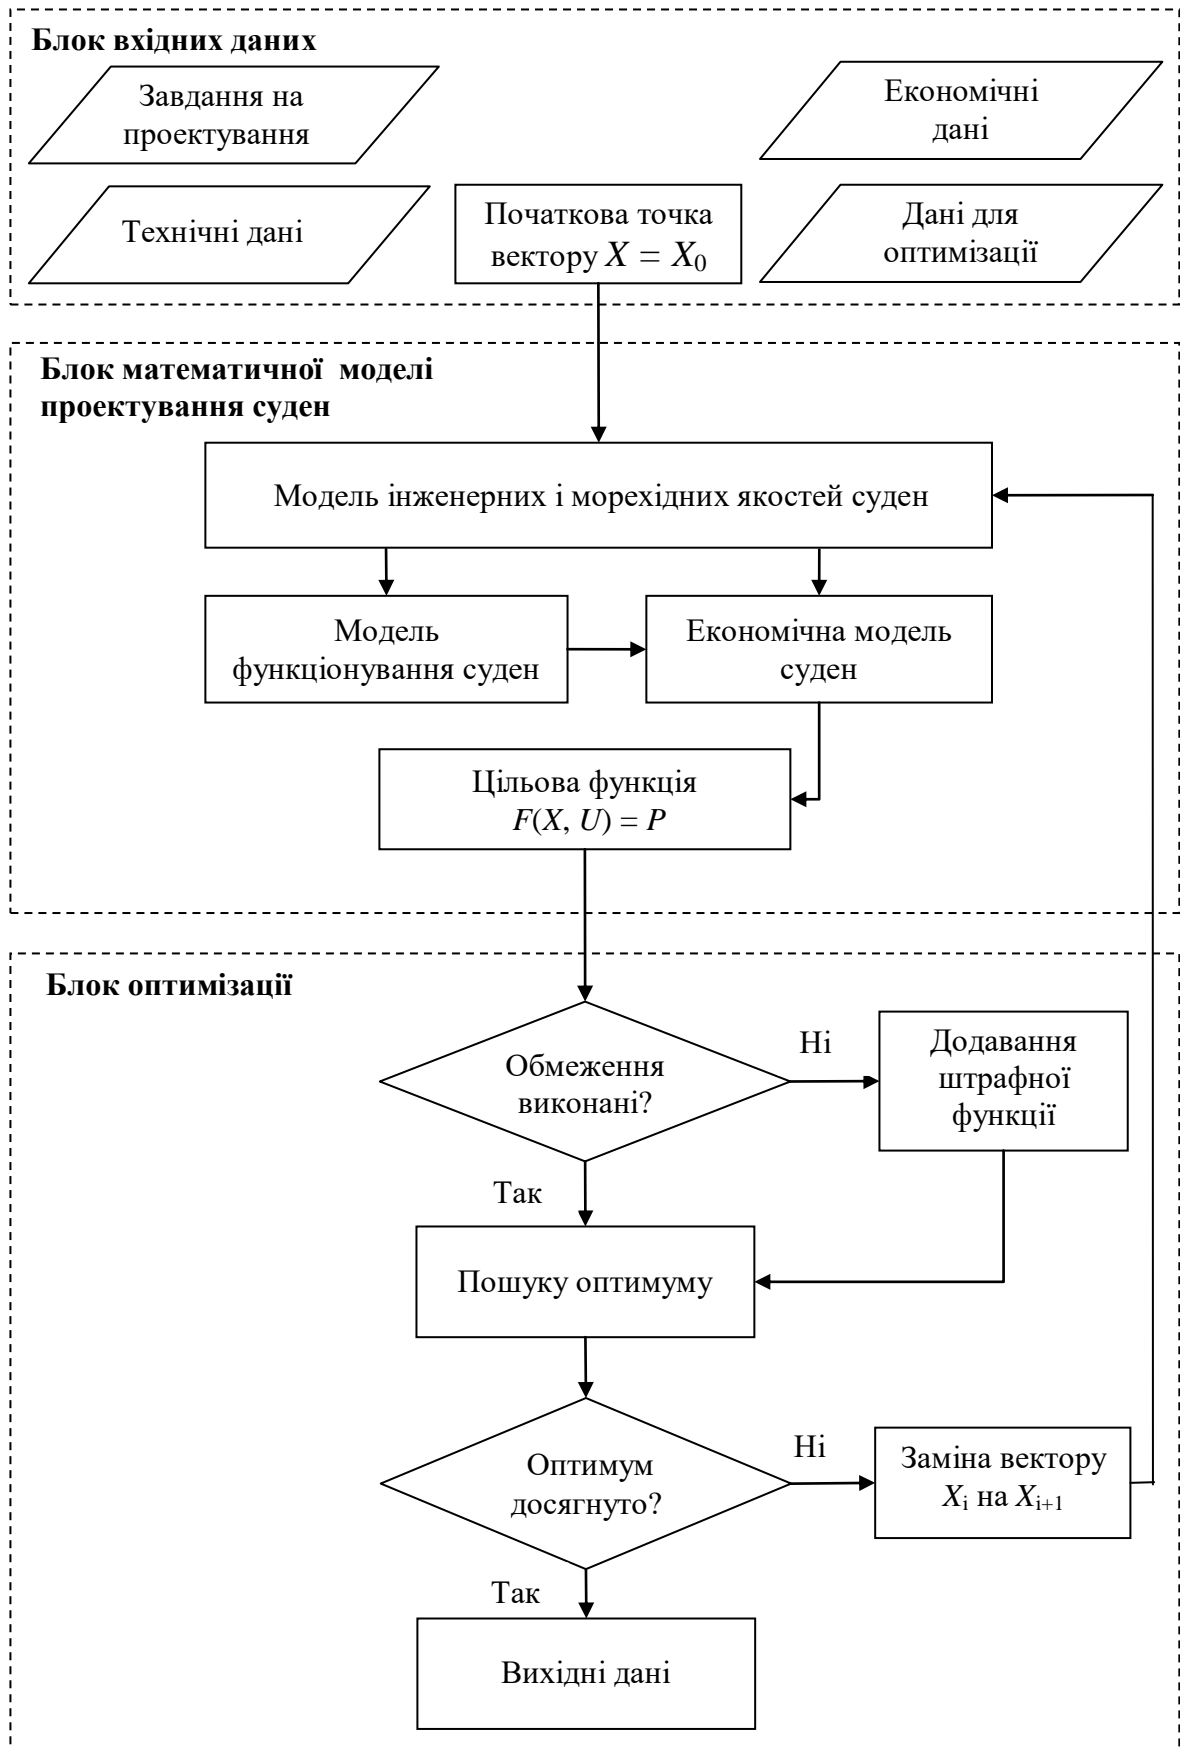 Блок вхідних даних
Завдання на
проектування
Економічні
дані
Технічні дані
Початкова точка
вектору X = X₀
Дані для
оптимізації
Блок математичної моделі
проектування суден
Модель інженерних і морехідних якостей суден
Модель
функціонування суден
Економічна модель
суден
Цільова функція
F(X, U) = P
Блок оптимізації
Обмеження
виконані?
Ні
Додавання
штрафної
функції
Так
Пошуку оптимуму
Оптимум
досягнуто?
Ні
Заміна вектору
Xᵢ на Xᵢ₊₁
Так
Вихідні дані